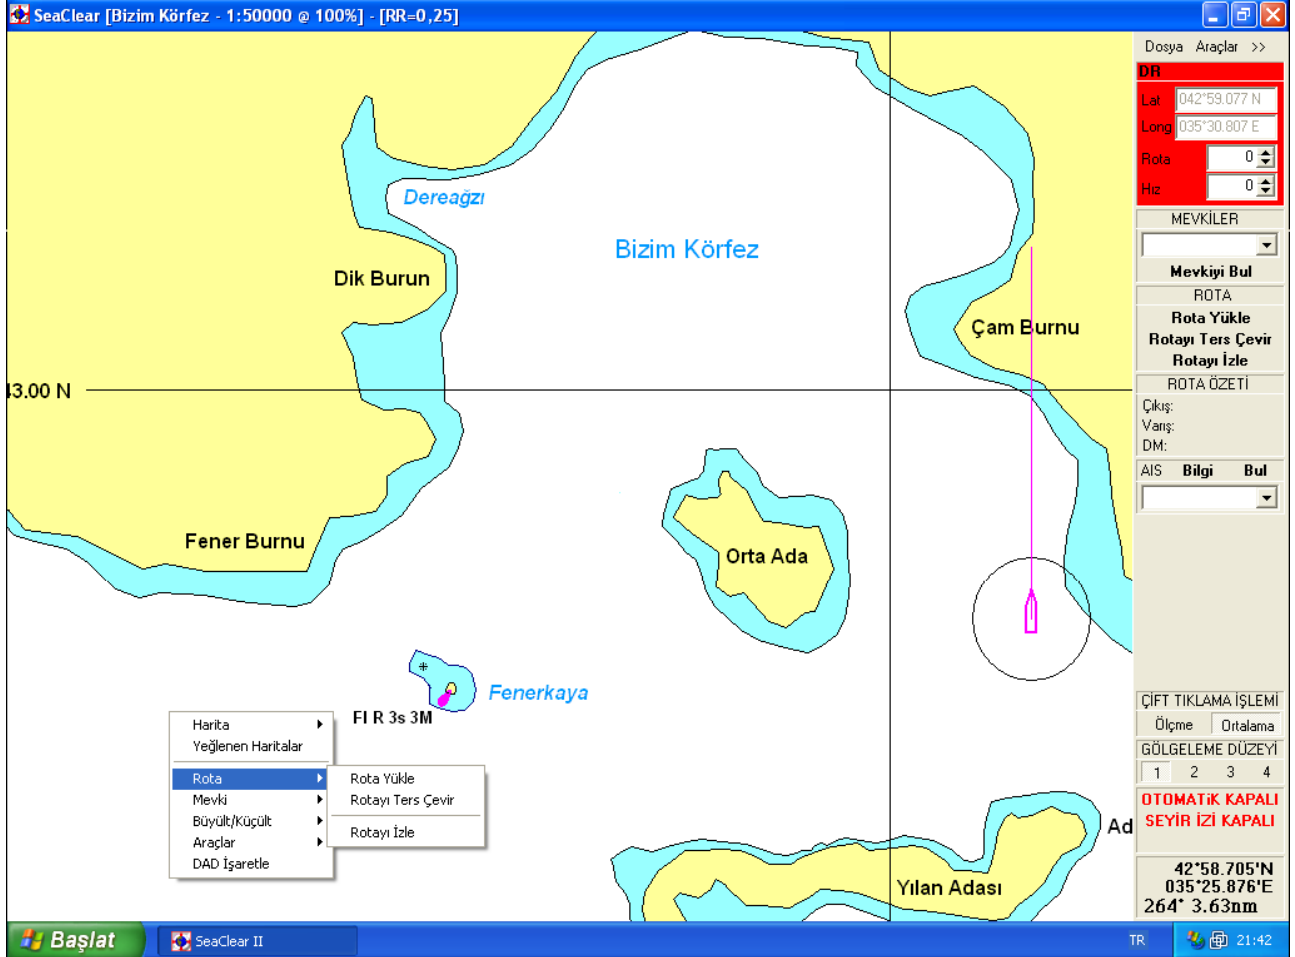 SeaClear [Bizim Körfez - 1:50000 @ 100%] - [RR=0,25]
Dosya Araçlar >>
DR
Lat 042°59.077 N
Long 035°30.807 E
Rota 0
Hız 0
MEVKİLER
Mevkiyi Bul
ROTA
Rota Yükle
Rotayı Ters Çevir
Rotayı İzle
ROTA ÖZETİ
Çıkış:
Varış:
DM:
AIS Bilgi Bul
ÇİFT TIKLAMA İŞLEMİ
Ölçme Ortalama
GÖLGELEME DÜZEYİ
1 2 3 4
OTOMATiK KAPALI
SEYİR İZİ KAPALI
42°58.705'N
035°25.876'E
264° 3.63nm
Dereağzı
Bizim Körfez
Dik Burun
Çam Burnu
43.00 N
Fener Burnu
Orta Ada
Fenerkaya
Fl R 3s 3M
Harita
Yeğlenen Haritalar
Rota
Mevki
Büyült/Küçült
Araçlar
DAD İşaretle
Rota Yükle
Rotayı Ters Çevir
Rotayı İzle
Ad
Yılan Adası
Başlat
SeaClear II
TR
21:42